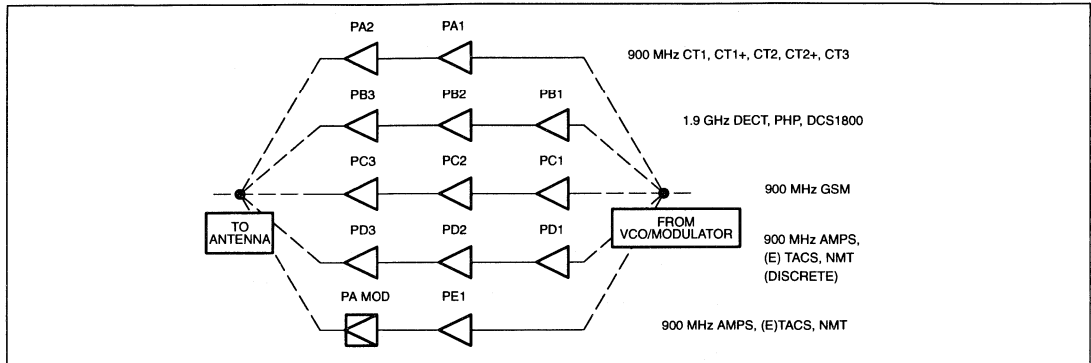 PA2 PA1
900 MHz CT1, CT1+, CT2, CT2+, CT3
PB3 PB2 PB1
1.9 GHz DECT, PHP, DCS1800
PC3 PC2 PC1
900 MHz GSM
TO
ANTENNA
FROM
VCO/MODULATOR
PD3 PD2 PD1
900 MHz AMPS,
(E) TACS, NMT
(DISCRETE)
PA MOD PE1
900 MHz AMPS, (E)TACS, NMT